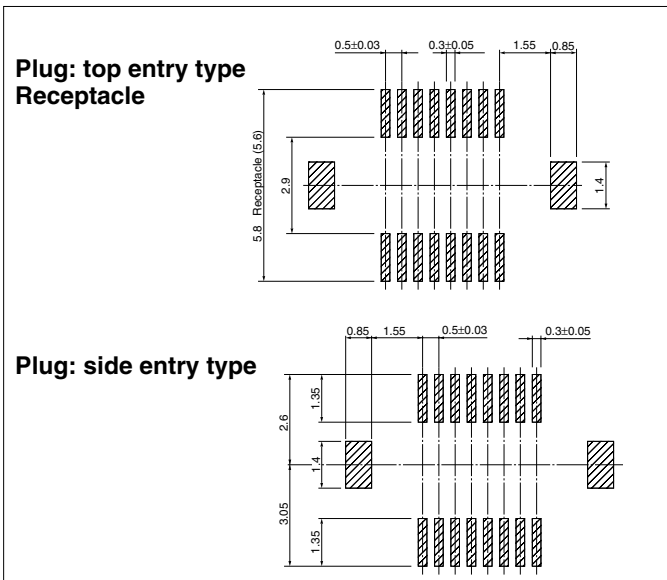 0.5±0.03 0.3±0.05 1.55 0.85
Plug: top entry type
Receptacle
5.8 Receptacle (5.6)
2.9
1.4
0.85 1.55 0.5±0.03 0.3±0.05
Plug: side entry type
2.6
1.35
1.4
3.05
1.35